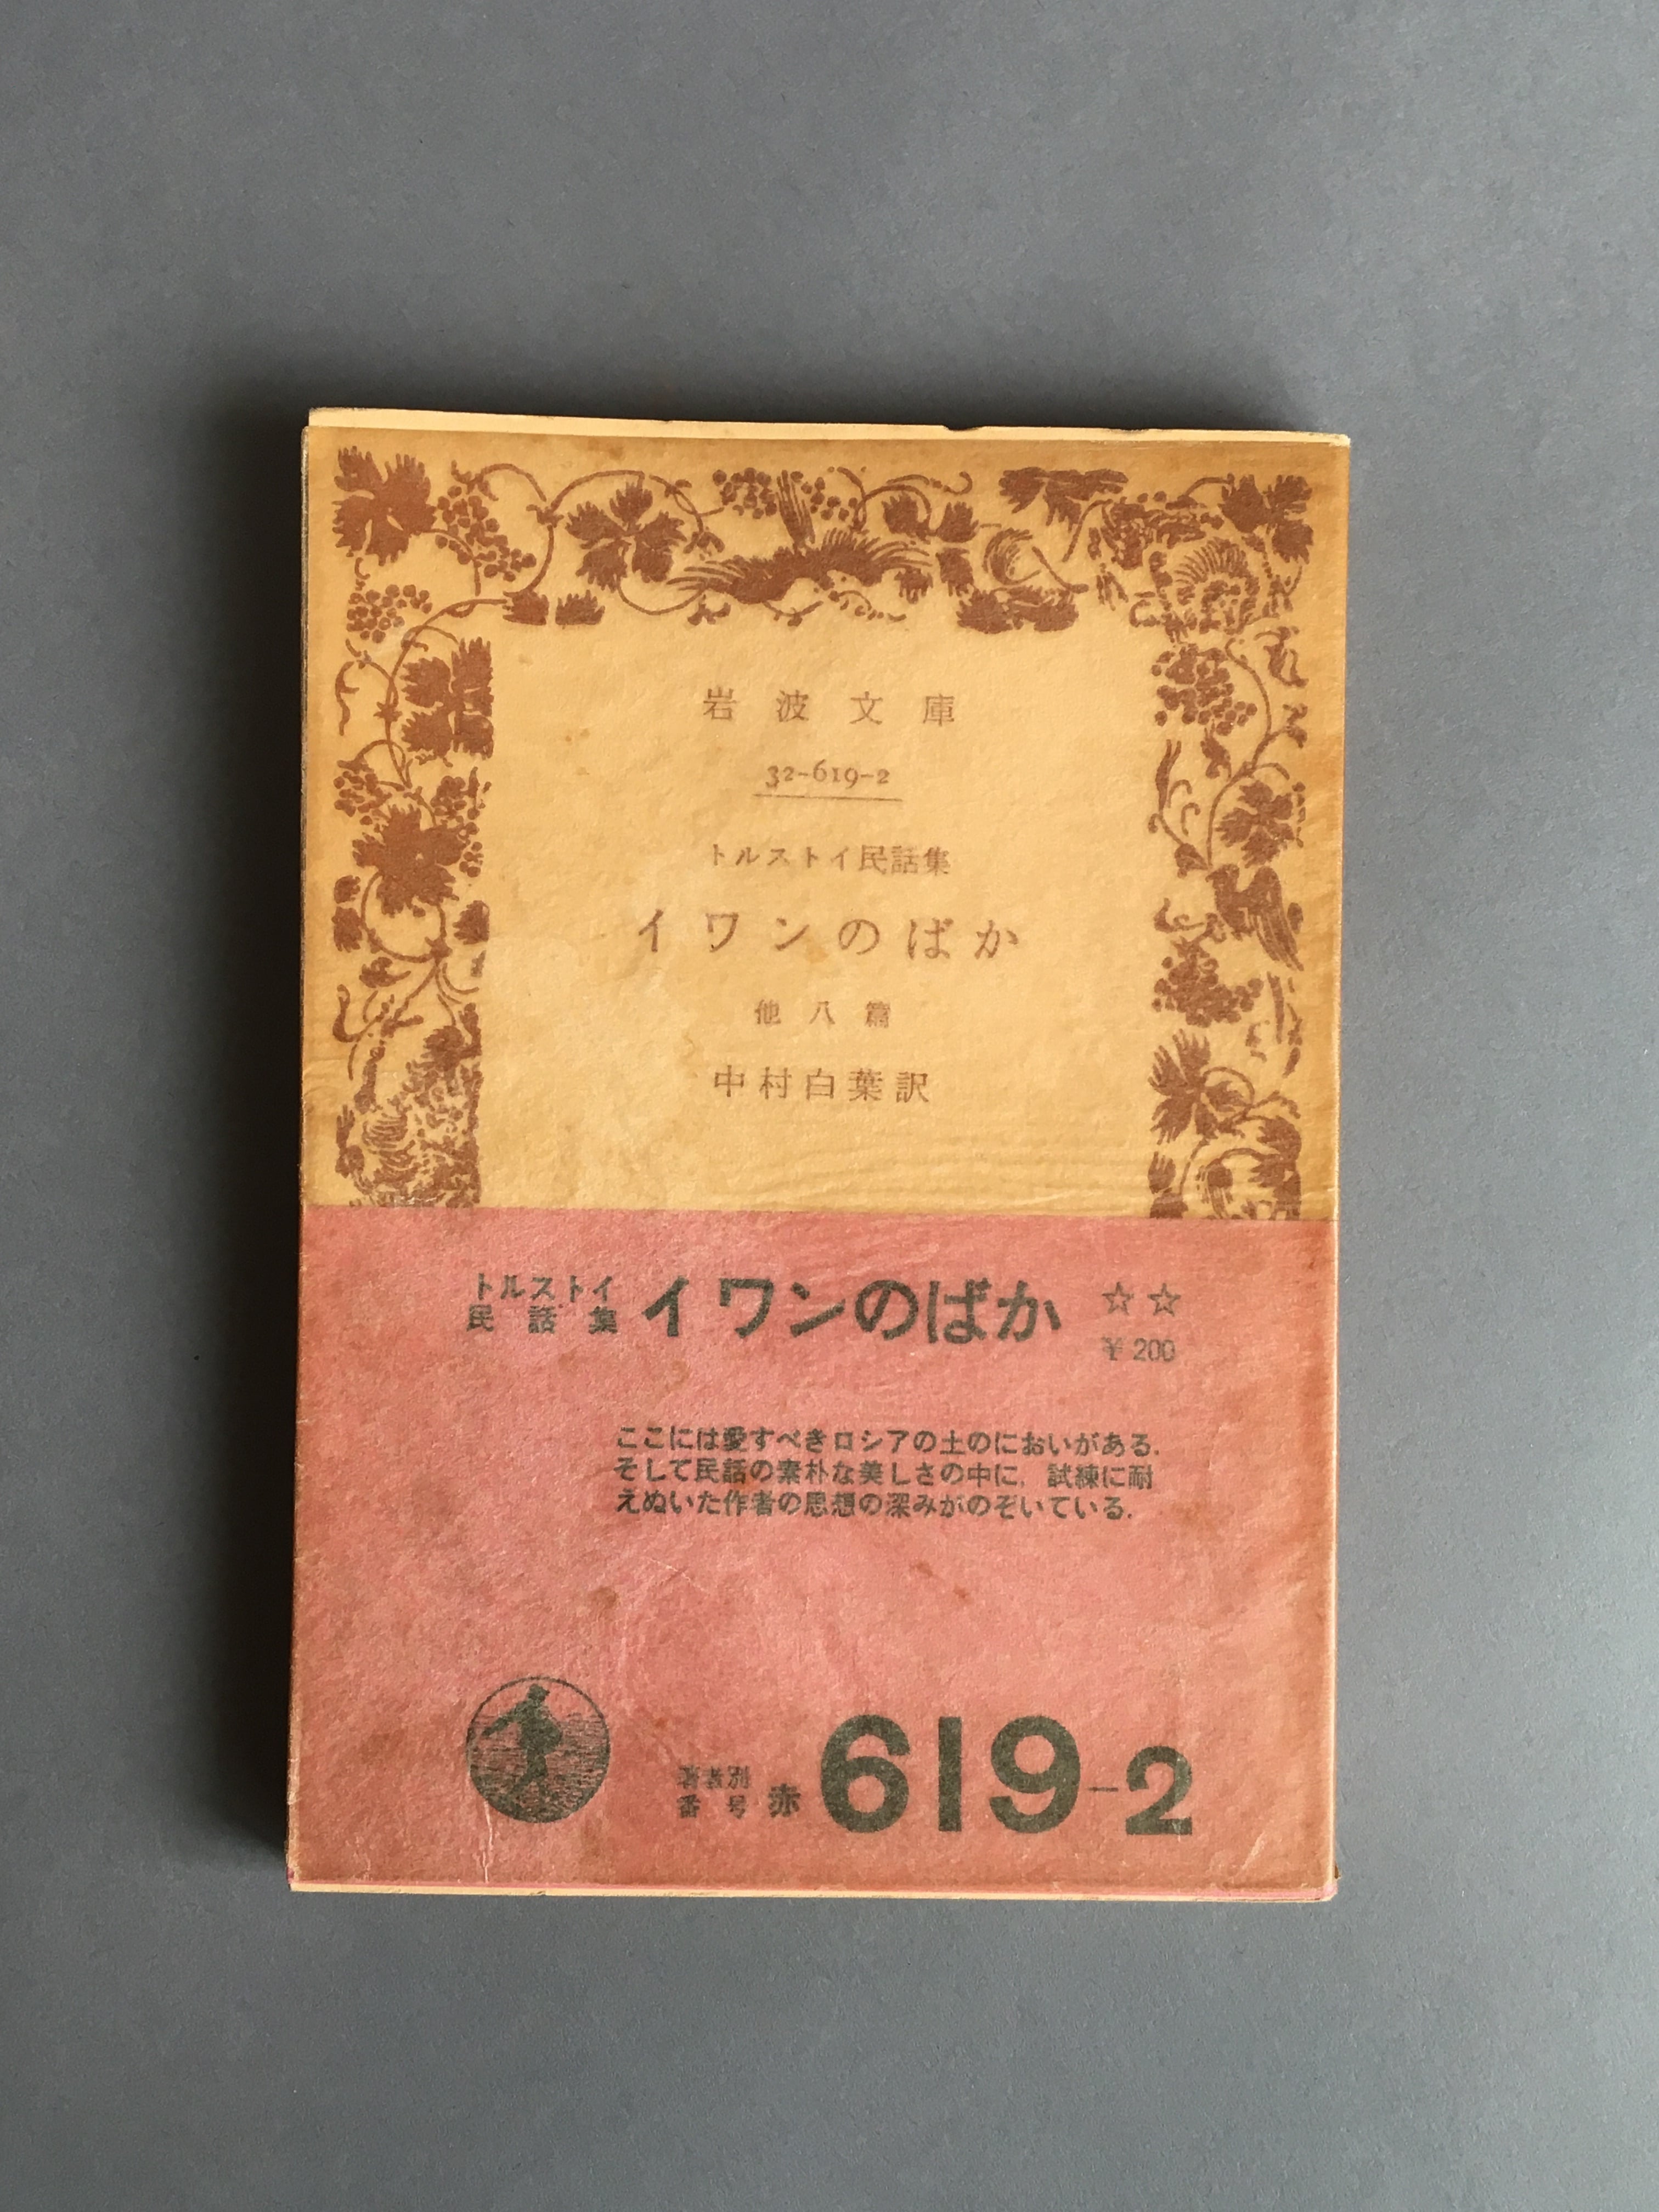 岩波文庫
32-619-2
トルストイ民話集
イワンのばか
他八篇
中村白葉訳
トルストイ
民話集
イワンのばか
☆☆
¥200
ここには愛すべきロシアの土のにおいがある.
そして民話の素朴な美しさの中に, 試練に耐
えぬいた作者の思想の深みがのぞいている.
著者別
番号
赤 619-2